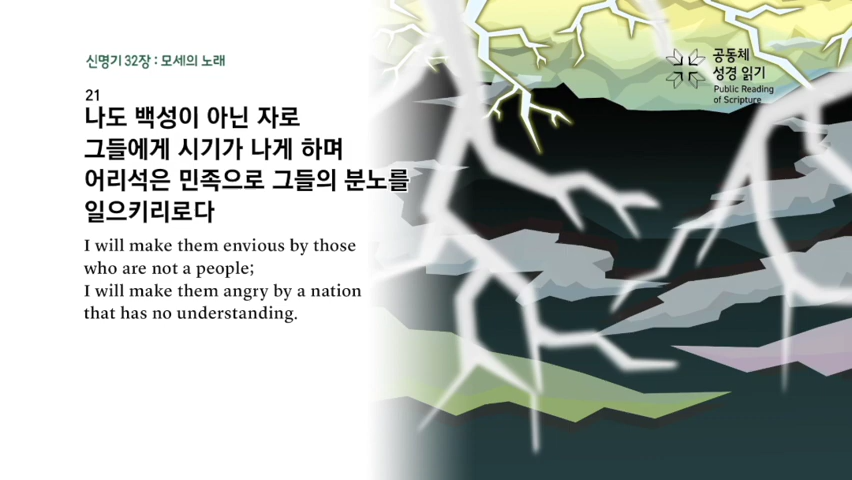 신명기 32장 : 모세의 노래
공동체
성경 읽기
Public Reading
of Scripture
21
나도 백성이 아닌 자로
그들에게 시기가 나게 하며
어리석은 민족으로 그들의 분노를
일으키리로다
I will make them envious by those
who are not a people;
I will make them angry by a nation
that has no understanding.